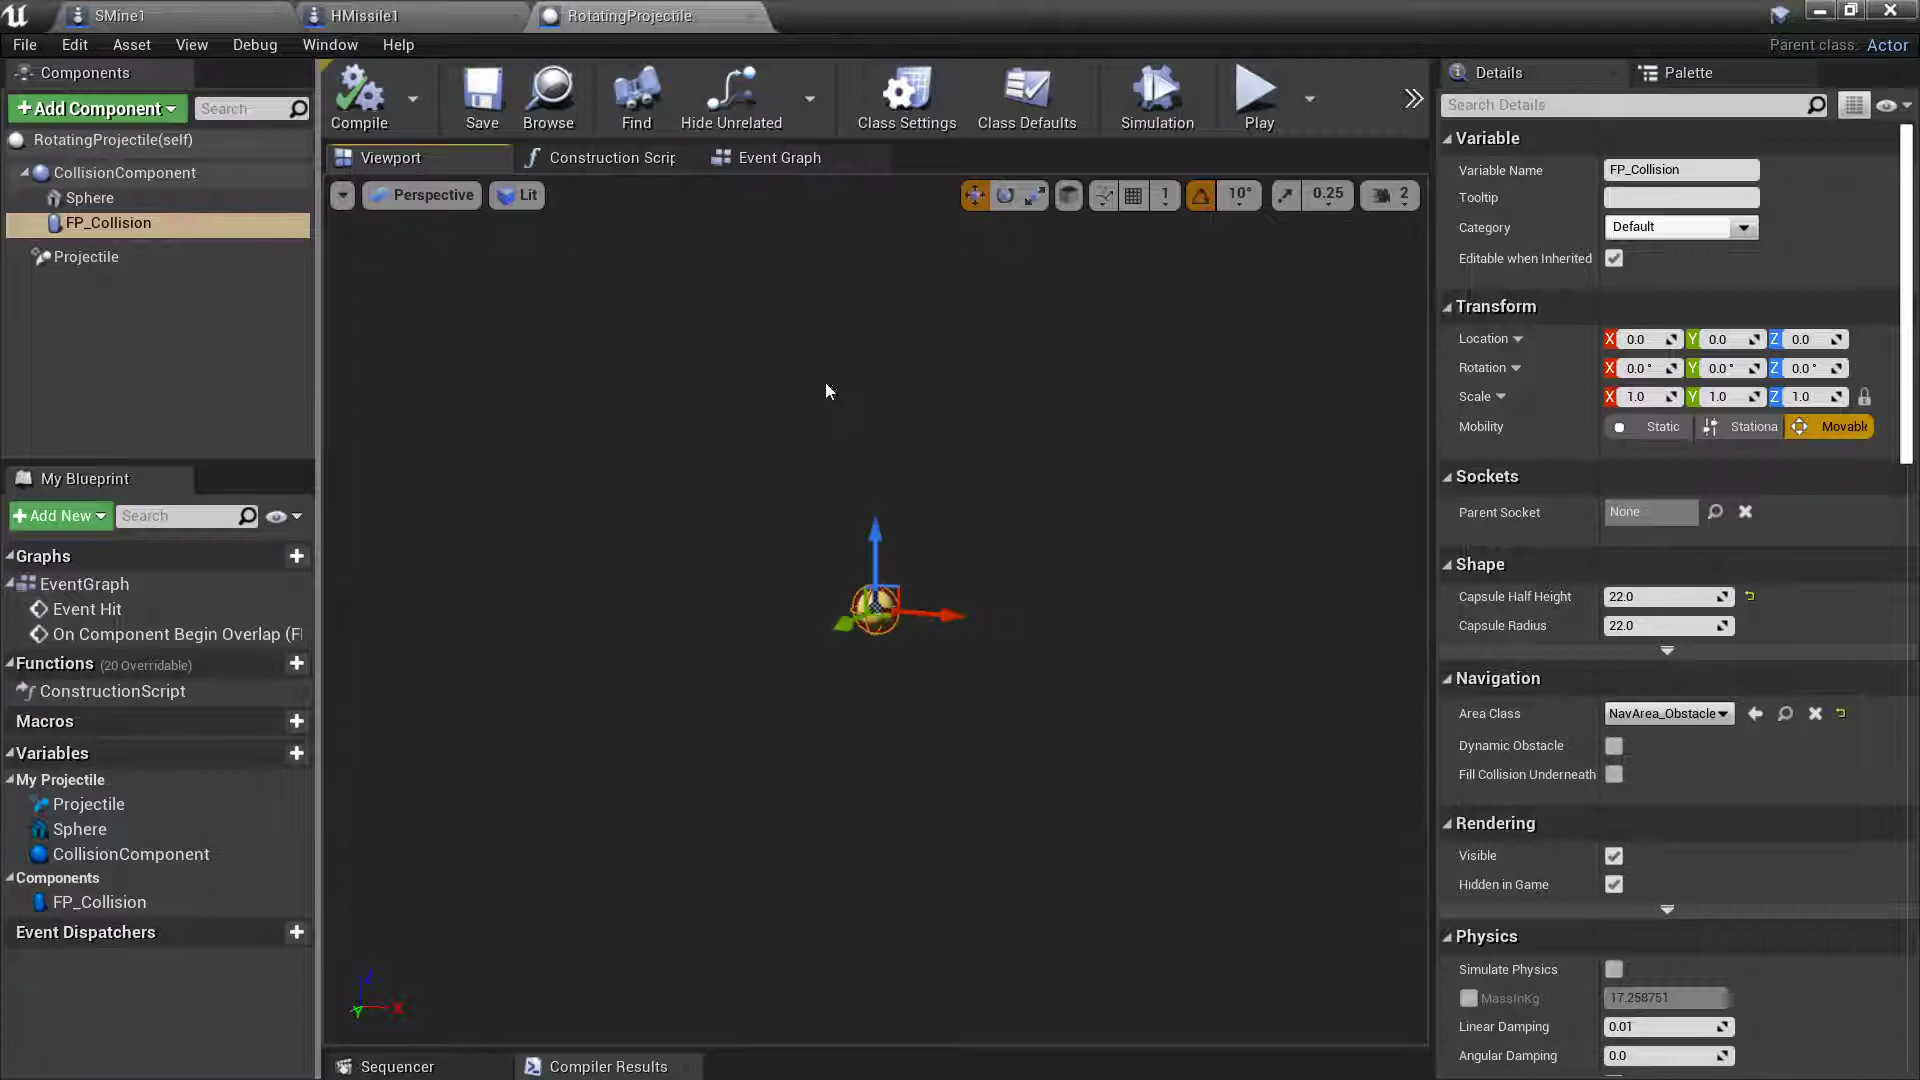 SMine1
HMissile1
RotatingProjectile
File Edit Asset View Debug Window Help
Parent class: Actor
Components
+Add Component
Search
RotatingProjectile(self)
CollisionComponent
Sphere
FP_Collision
Projectile
My Blueprint
+Add New
Search
Graphs
EventGraph
Event Hit
On Component Begin Overlap (F
Functions (20 Overridable)
ConstructionScript
Macros
Variables
My Projectile
Projectile
Sphere
CollisionComponent
Components
FP_Collision
Event Dispatchers
Compile
Save
Browse
Find
Hide Unrelated
Class Settings
Class Defaults
Simulation
Play
Viewport
Construction Scrip
Event Graph
Perspective
Lit
1
10°
0.25
2
Z
X
Y
Sequencer
Compiler Results
Details
Palette
Search Details
Variable
Variable Name FP_Collision
Tooltip
Category Default
Editable when Inherited
Transform
Location X 0.0 Y 0.0 Z 0.0
Rotation X 0.0 ° Y 0.0 ° Z 0.0 °
Scale X 1.0 Y 1.0 Z 1.0
Mobility Static Stationa Movable
Sockets
Parent Socket None
Shape
Capsule Half Height 22.0
Capsule Radius 22.0
Navigation
Area Class NavArea_Obstacle
Dynamic Obstacle
Fill Collision Underneath
Rendering
Visible
Hidden in Game
Physics
Simulate Physics
MassInKg 17.258751
Linear Damping 0.01
Angular Damping 0.0